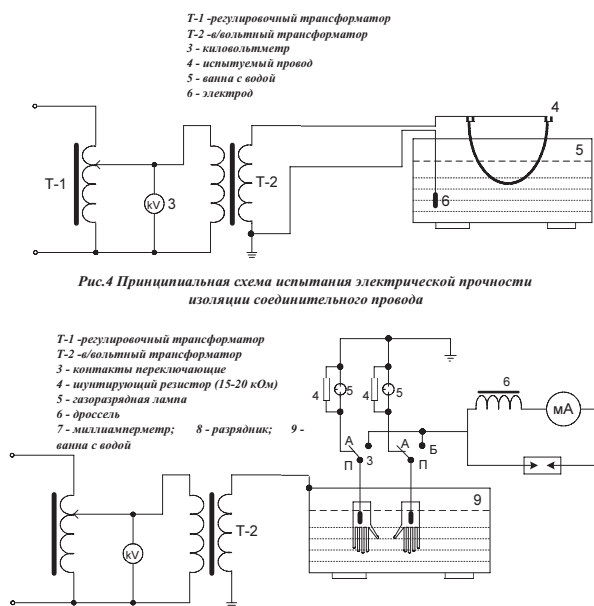 Т-1 -регулировочный трансформатор
Т-2 -в/вольтный трансформатор
3 - киловольтметр
4 - испытуемый провод
5 - ванна с водой
6 - электрод
4
5
Т-1
kV 3
Т-2
6
Рис.4 Принципиальная схема испытания электрической прочности
изоляции соединительного провода
Т-1 -регулировочный трансформатор
Т-2 -в/вольтный трансформатор
3 - контакты переключающие
4 - шунтирующий резистор (15-20 кОм)
5 - газоразрядная лампа
6 - дроссель
7 - миллиамперметр; 8 - разрядник; 9 -
ванна с водой
4 5 4 5
6
мА
А А Б
П 3 П
9
Т-2
kV